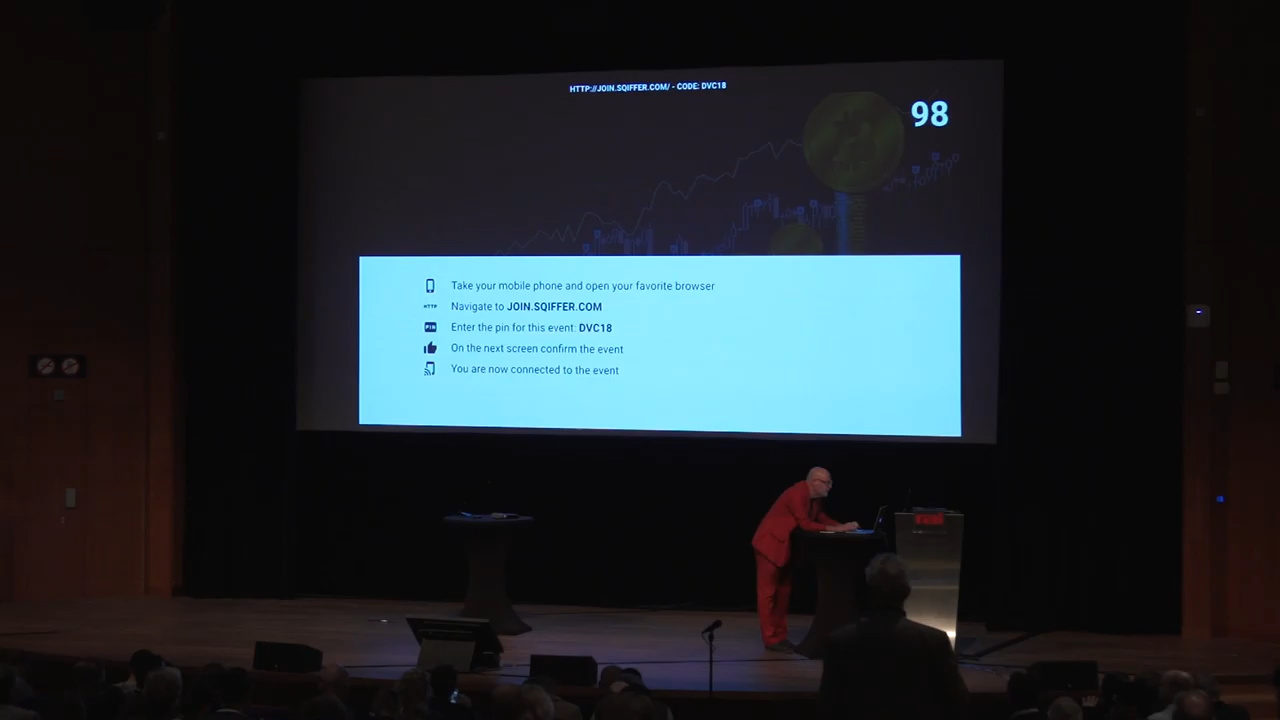 HTTP://JOIN.SQIFFER.COM/ - CODE: DVC18
98
Take your mobile phone and open your favorite browser
HTTP Navigate to JOIN.SQIFFER.COM
PIN Enter the pin for this event: DVC18
On the next screen confirm the event
You are now connected to the event